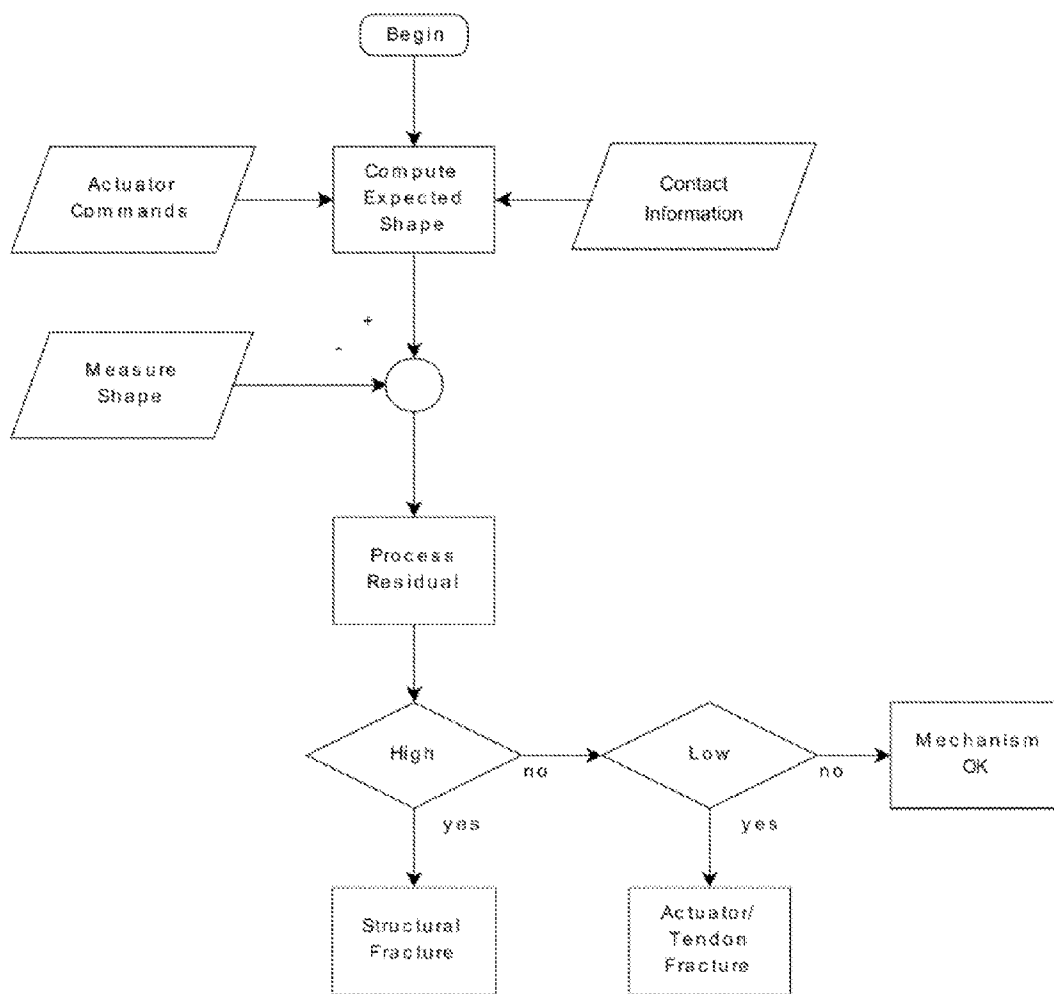 Begin
Actuator
Commands
Compute
Expected
Shape
Contact
Information
+
-
Measure
Shape
Process
Residual
High
no
Low
no
Mechanism
OK
yes
yes
Structural
Fracture
Actuator/
Tendon
Fracture